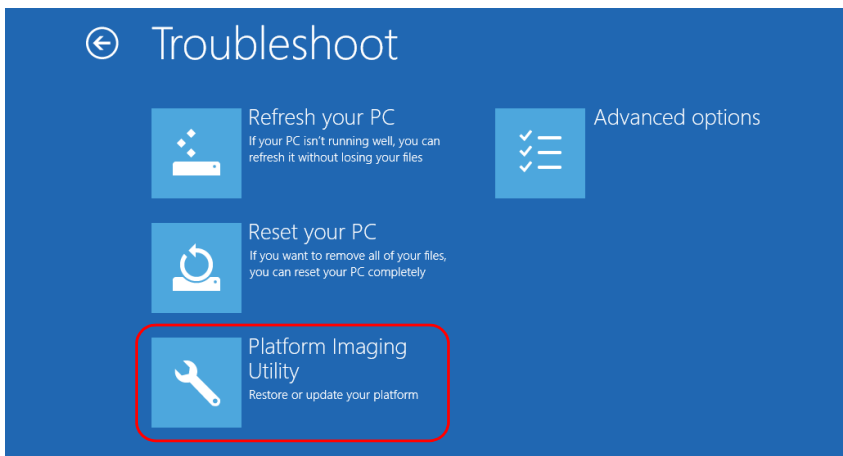 Troubleshoot
Refresh your PC
If your PC isn't running well, you can
refresh it without losing your files
Advanced options
Reset your PC
If you want to remove all of your files,
you can reset your PC completely
Platform Imaging
Utility
Restore or update your platform